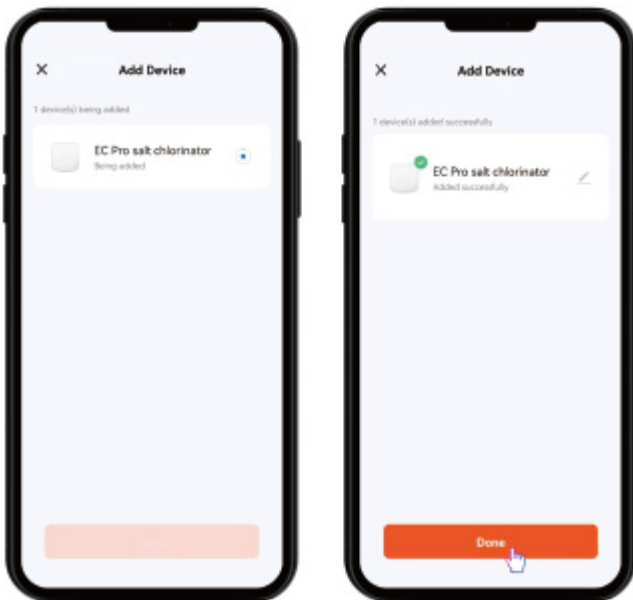 Add Device
1 device(s) being added
EC Pro salt chlorinator
Being added
Add Device
1 device(s) added successfully
EC Pro salt chlorinator
Added successfully
Done